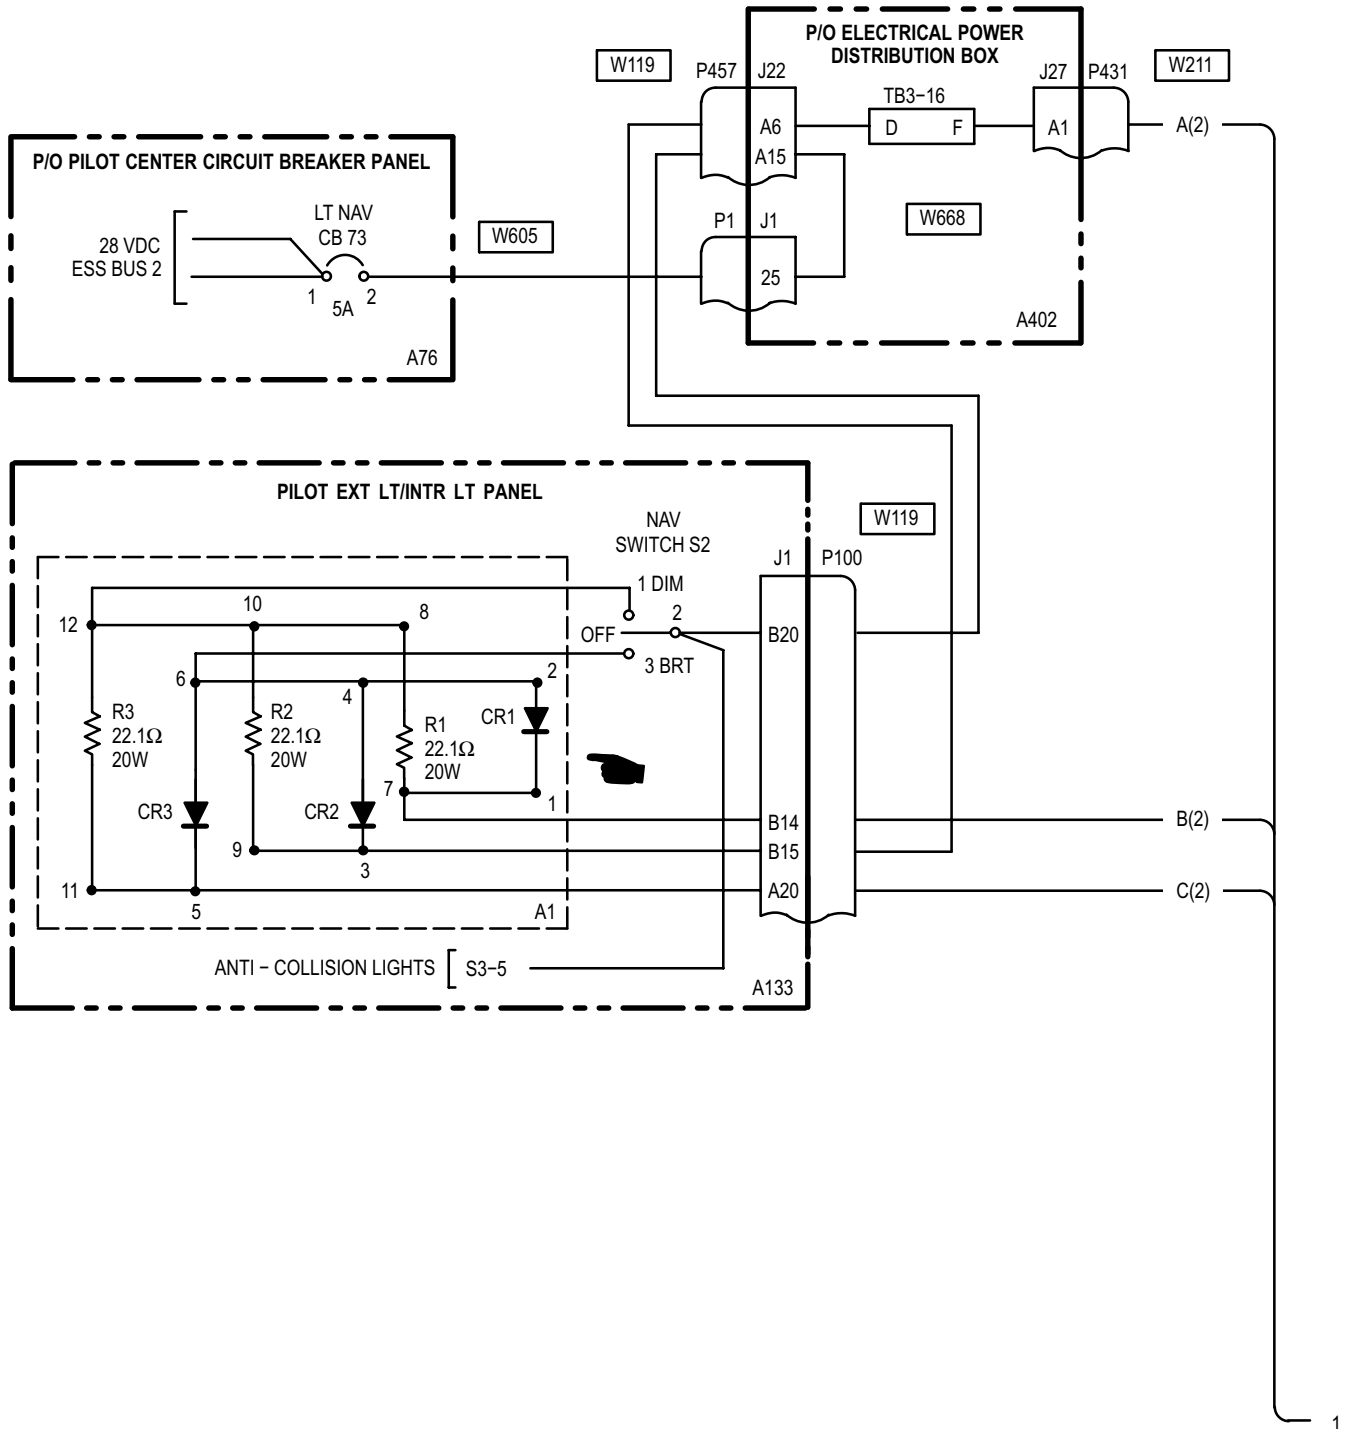 P/O ELECTRICAL POWER
DISTRIBUTION BOX
W119
P457
J22
J27
P431
W211
TB3−16
A6
D
F
A1
A(2)
A15
P/O PILOT CENTER CIRCUIT BREAKER PANEL
LT NAV
CB 73
28 VDC
ESS BUS 2
1
2
5A
A76
W605
P1
J1
W668
25
A402
PILOT EXT LT/INTR LT PANEL
W119
NAV
SWITCH S2
J1
P100
1 DIM
12
10
8
2
OFF
B20
3 BRT
6
4
2
R3
22.1Ω
20W
R2
22.1Ω
20W
R1
22.1Ω
20W
CR1
7
1
CR3
CR2
B14
B(2)
9
3
B15
11
5
A1
A20
C(2)
ANTI − COLLISION LIGHTS
S3−5
A133
1